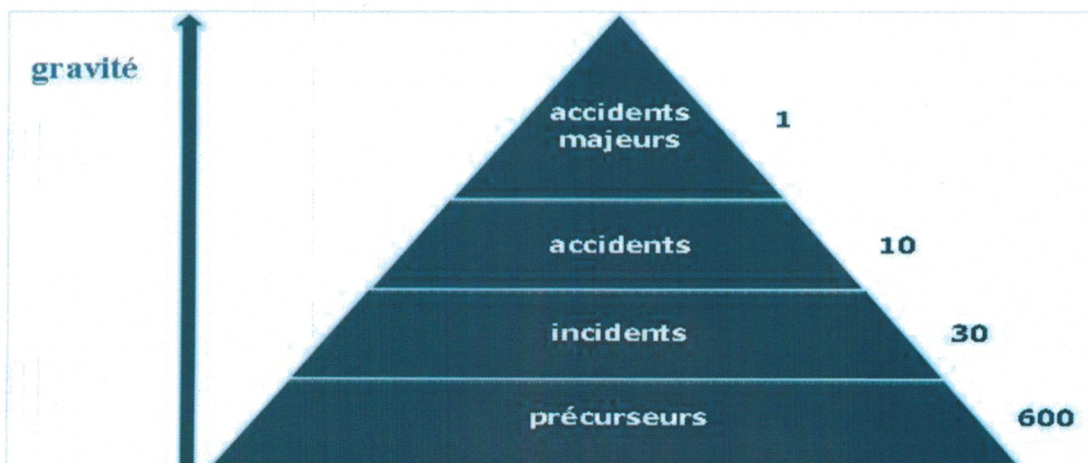 gravité
accidents
majeurs
1
accidents
10
incidents
30
précurseurs
600